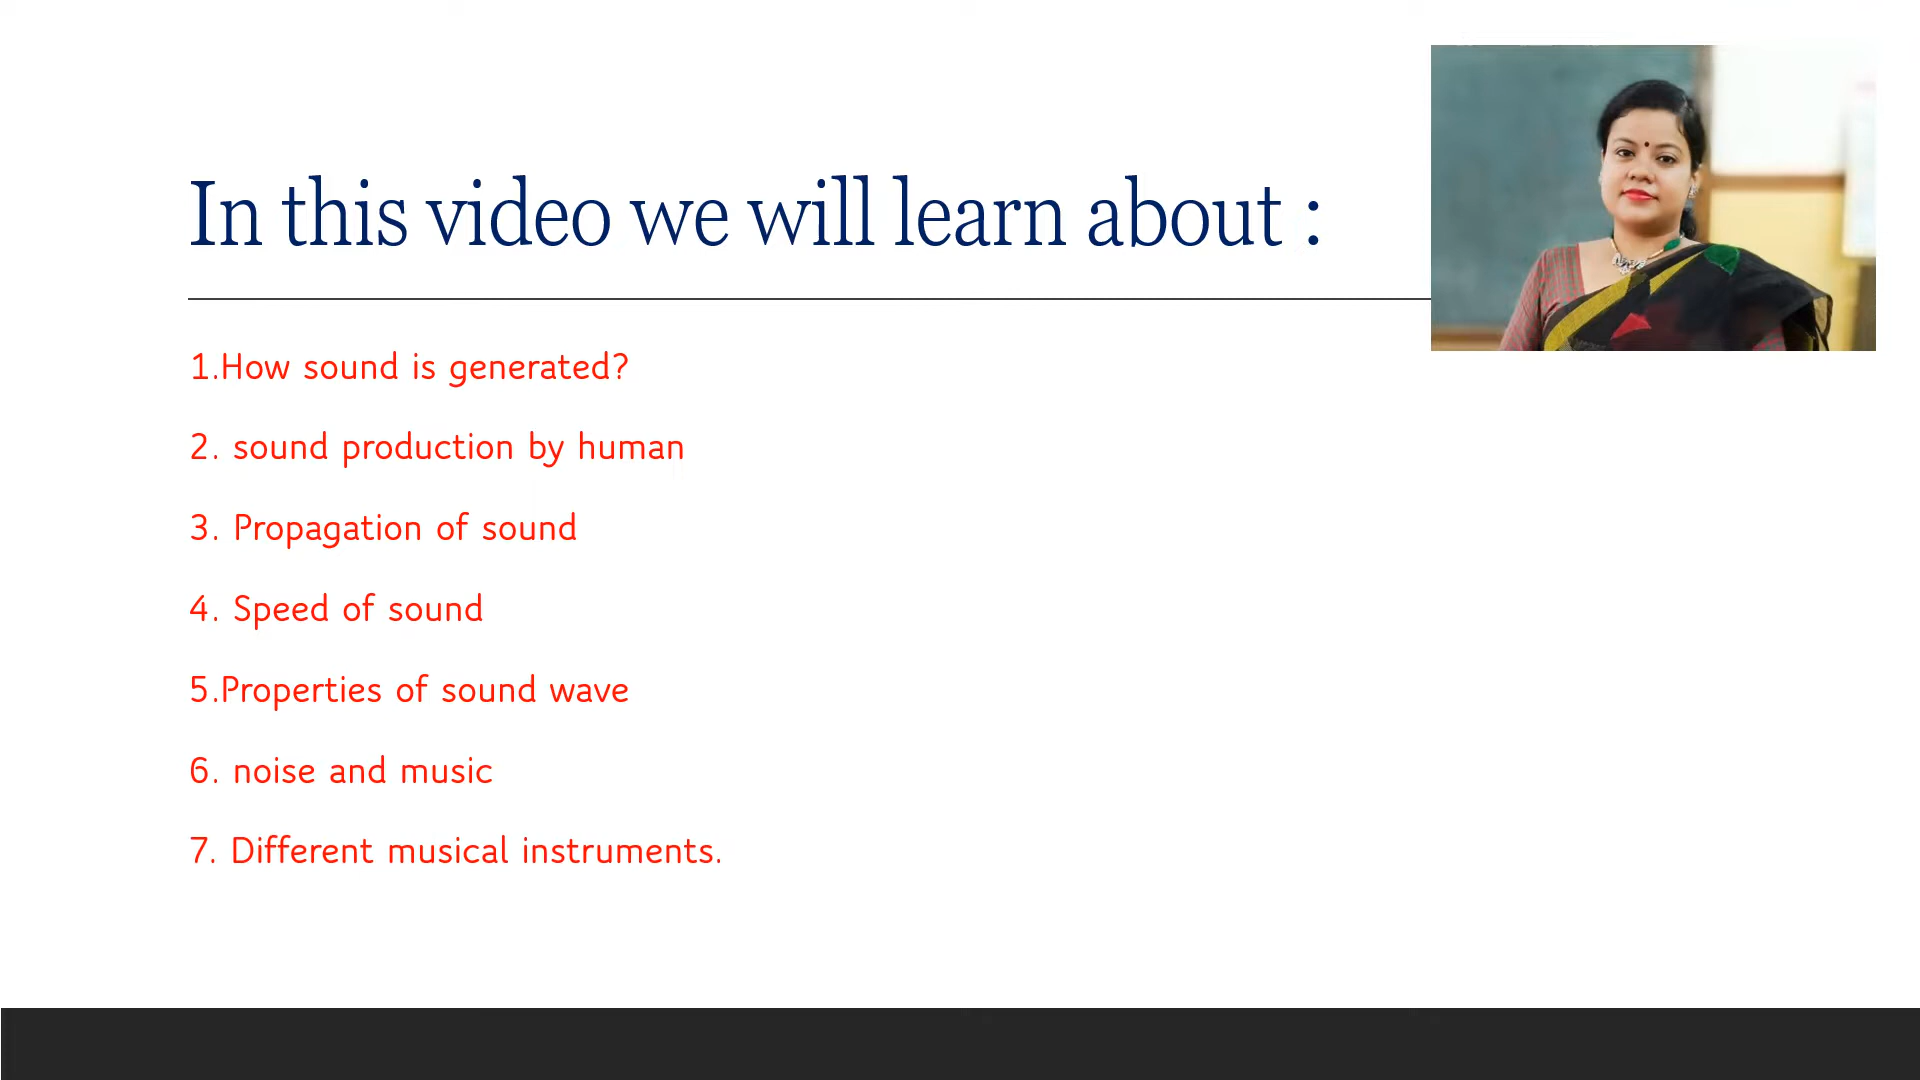 In this video we will learn about :
1.How sound is generated?
2. sound production by human
3. Propagation of sound
4. Speed of sound
5.Properties of sound wave
6. noise and music
7. Different musical instruments.